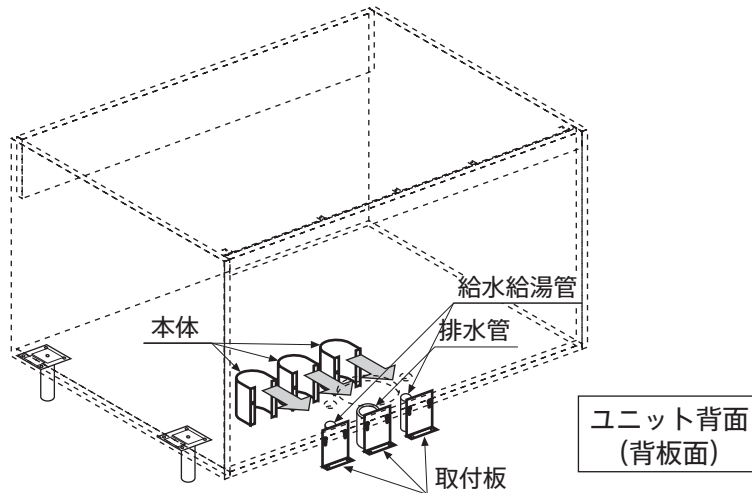 給水給湯管
本体
排水管
ユニット背面
(背板面)
取付板